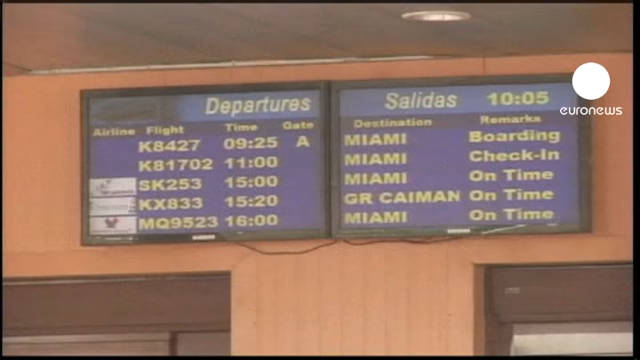 euronews
Departures Salidas 10:05
Airline Flight Time Gate Destination Remarks
K8427 09:25 A MIAMI Boarding
K81702 11:00 MIAMI Check-In
SK253 15:00 MIAMI On Time
KX833 15:20 GR CAIMAN On Time
MQ9523 16:00 MIAMI On Time